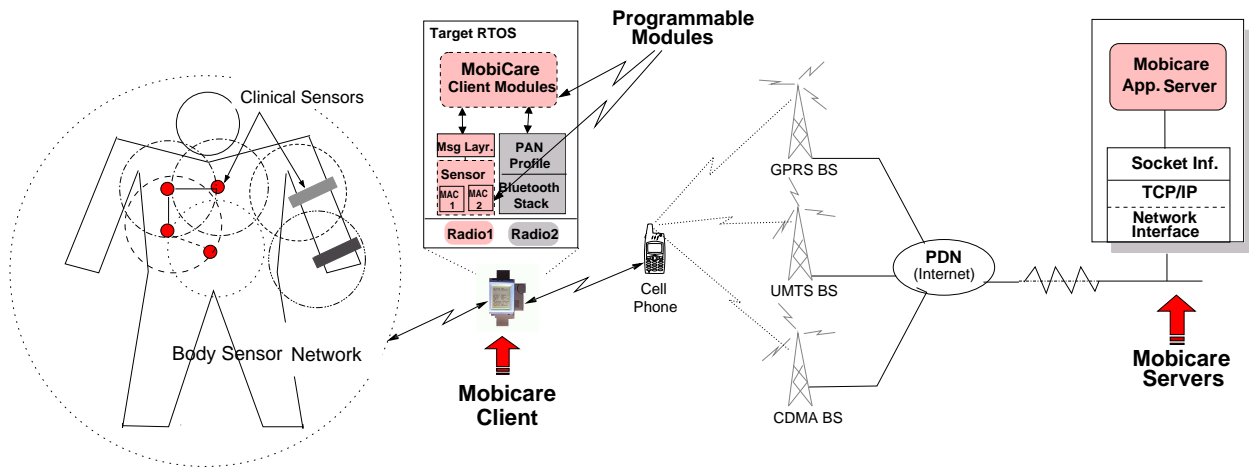 Clinical Sensors
Body Sensor Network
Target RTOS
MobiCare
Client Modules
Msg Layr.
Sensor
MAC
1
MAC
2
PAN
Profile
Bluetooth
Stack
Radio1
Radio2
Programmable
Modules
Mobicare
Client
Cell
Phone
GPRS BS
UMTS BS
CDMA BS
PDN
(Internet)
Mobicare
App. Server
Socket Inf.
TCP/IP
Network
Interface
Mobicare
Servers